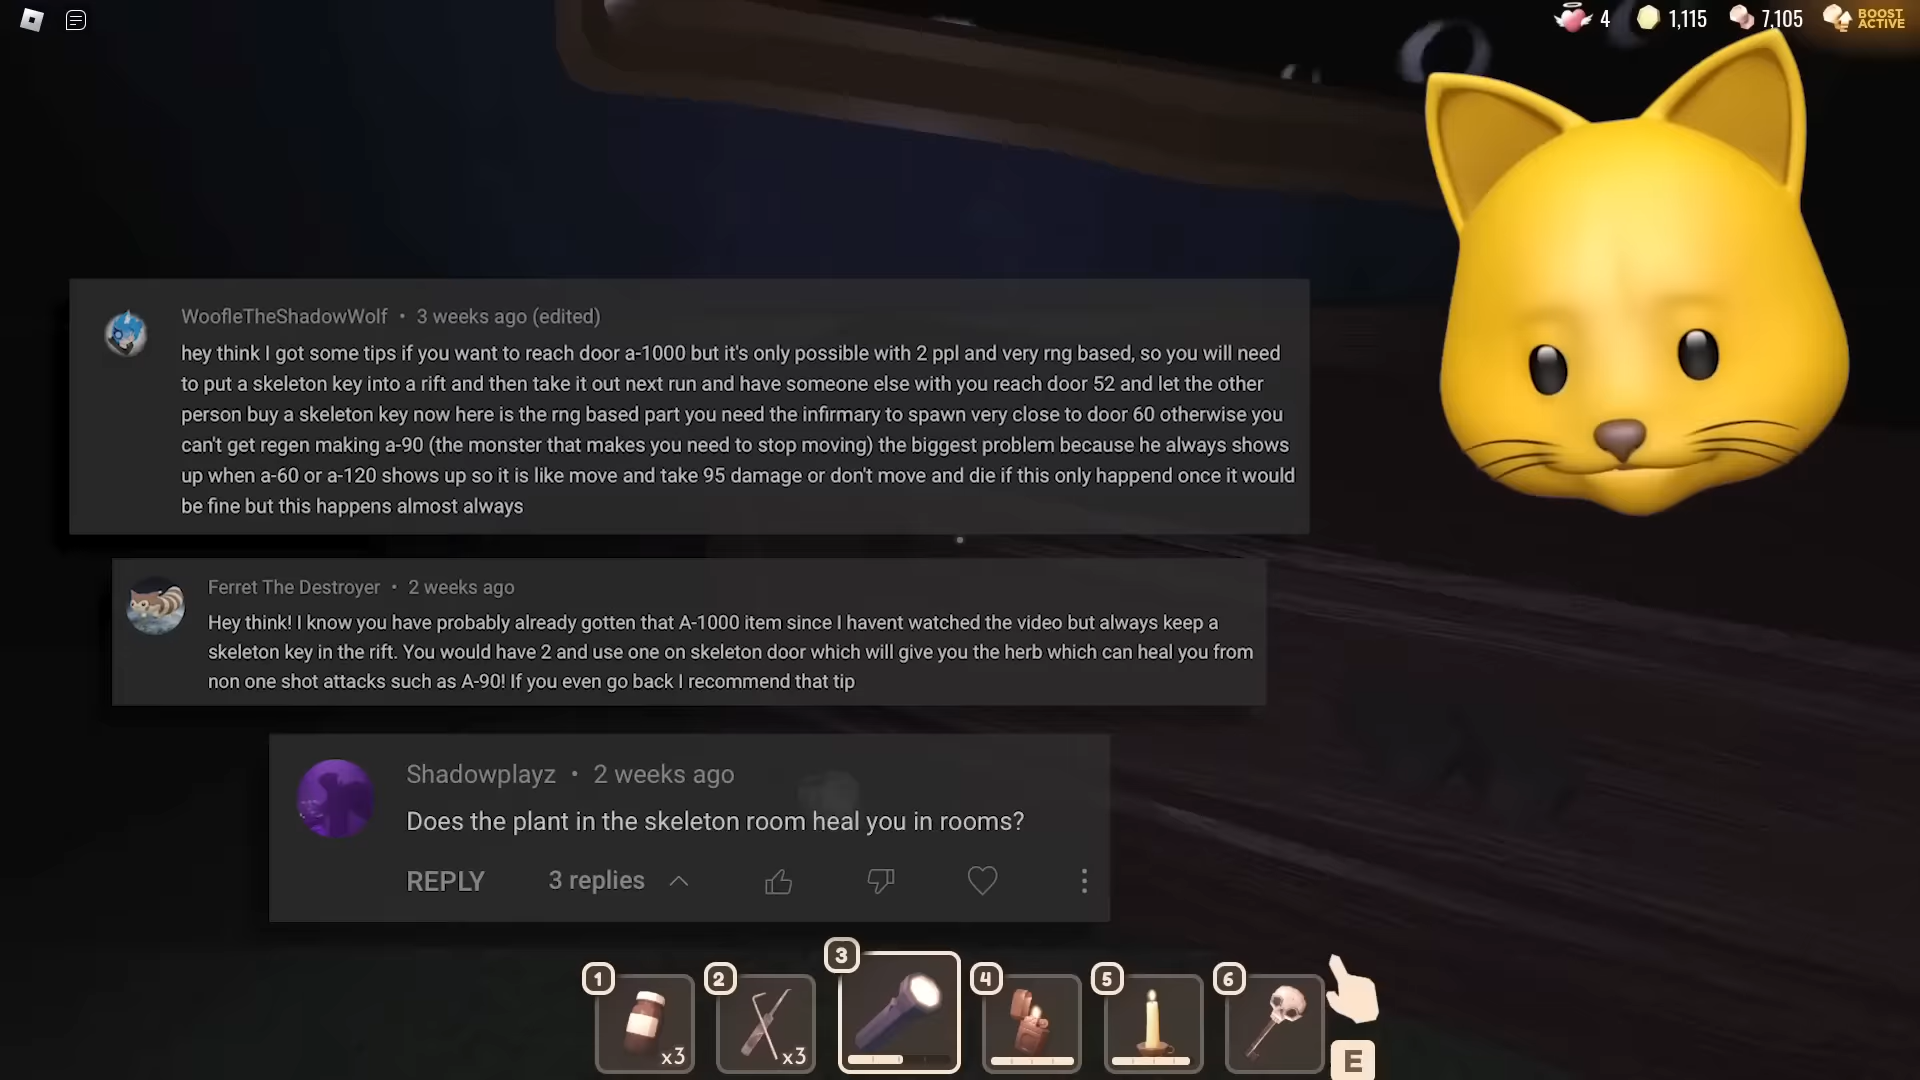 4 1,115 7,105 BOOST
ACTIVE
WoofleTheShadowWolf • 3 weeks ago (edited)
hey think I got some tips if you want to reach door a-1000 but it's only possible with 2 ppl and very rng based, so you will need
to put a skeleton key into a rift and then take it out next run and have someone else with you reach door 52 and let the other
person buy a skeleton key now here is the rng based part you need the infirmary to spawn very close to door 60 otherwise you
can't get regen making a-90 (the monster that makes you need to stop moving) the biggest problem because he always shows
up when a-60 or a-120 shows up so it is like move and take 95 damage or don't move and die if this only happend once it would
be fine but this happens almost always
Ferret The Destroyer • 2 weeks ago
Hey think! I know you have probably already gotten that A-1000 item since I havent watched the video but always keep a
skeleton key in the rift. You would have 2 and use one on skeleton door which will give you the herb which can heal you from
non one shot attacks such as A-90! If you even go back I recommend that tip
Shadowplayz • 2 weeks ago
Does the plant in the skeleton room heal you in rooms?
REPLY 3 replies
1 2 3 4 5 6
x3 x3
E